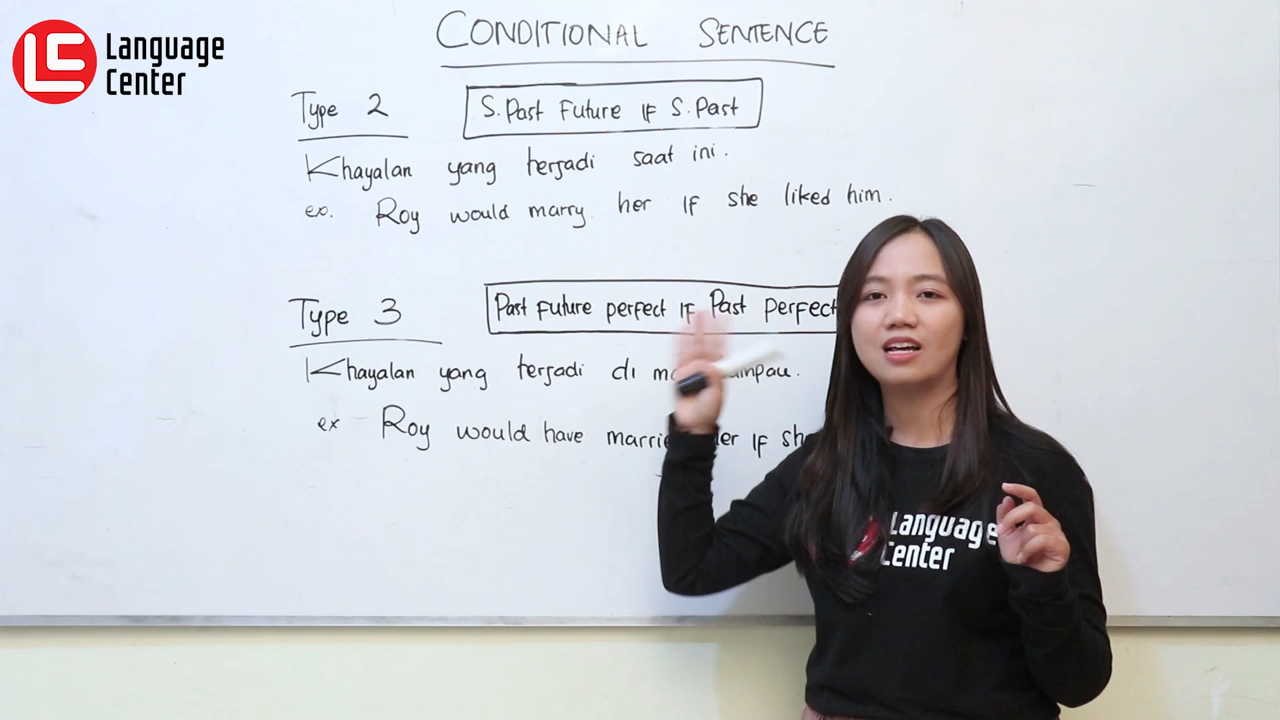 Language
Center
CONDITIONAL SENTENCE
Type 2
S.Past Future IF S.Past
Khayalan yang terjadi saat ini.
ex. Roy would marry her IF she liked him.
Type 3
Past Future perfect IF Past perfect
Khayalan yang terjadi di
ex Roy would have IF she
Language
Center